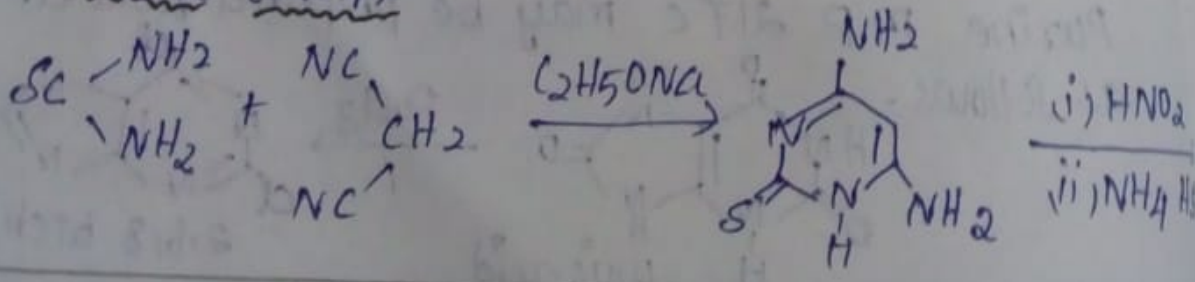 NH2 NC C2H5ONa NH2 (i) HNO2
SC + CH2 N
NH2 NC S N NH2 (ii) NH4 H
H